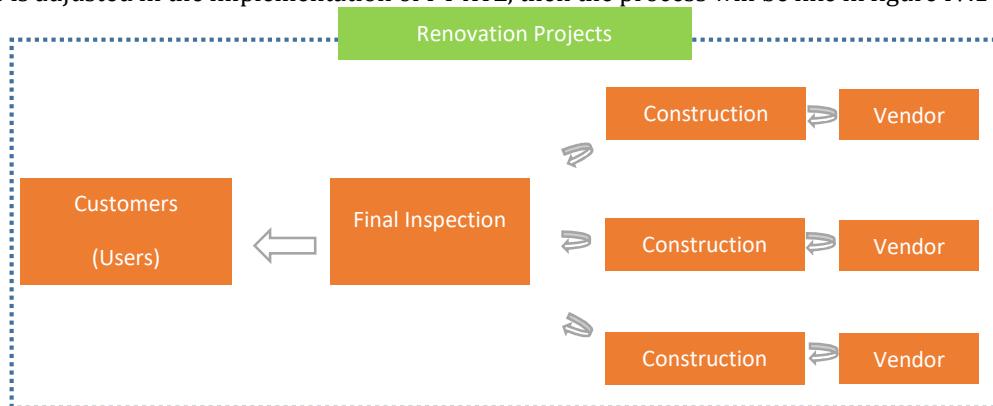 is adjusted in the implementation of then the process will be like in figure
Renovation Projects
Construction
Vendor
Customers
(Users)
Final Inspection
Construction
Vendor
Construction
Vendor